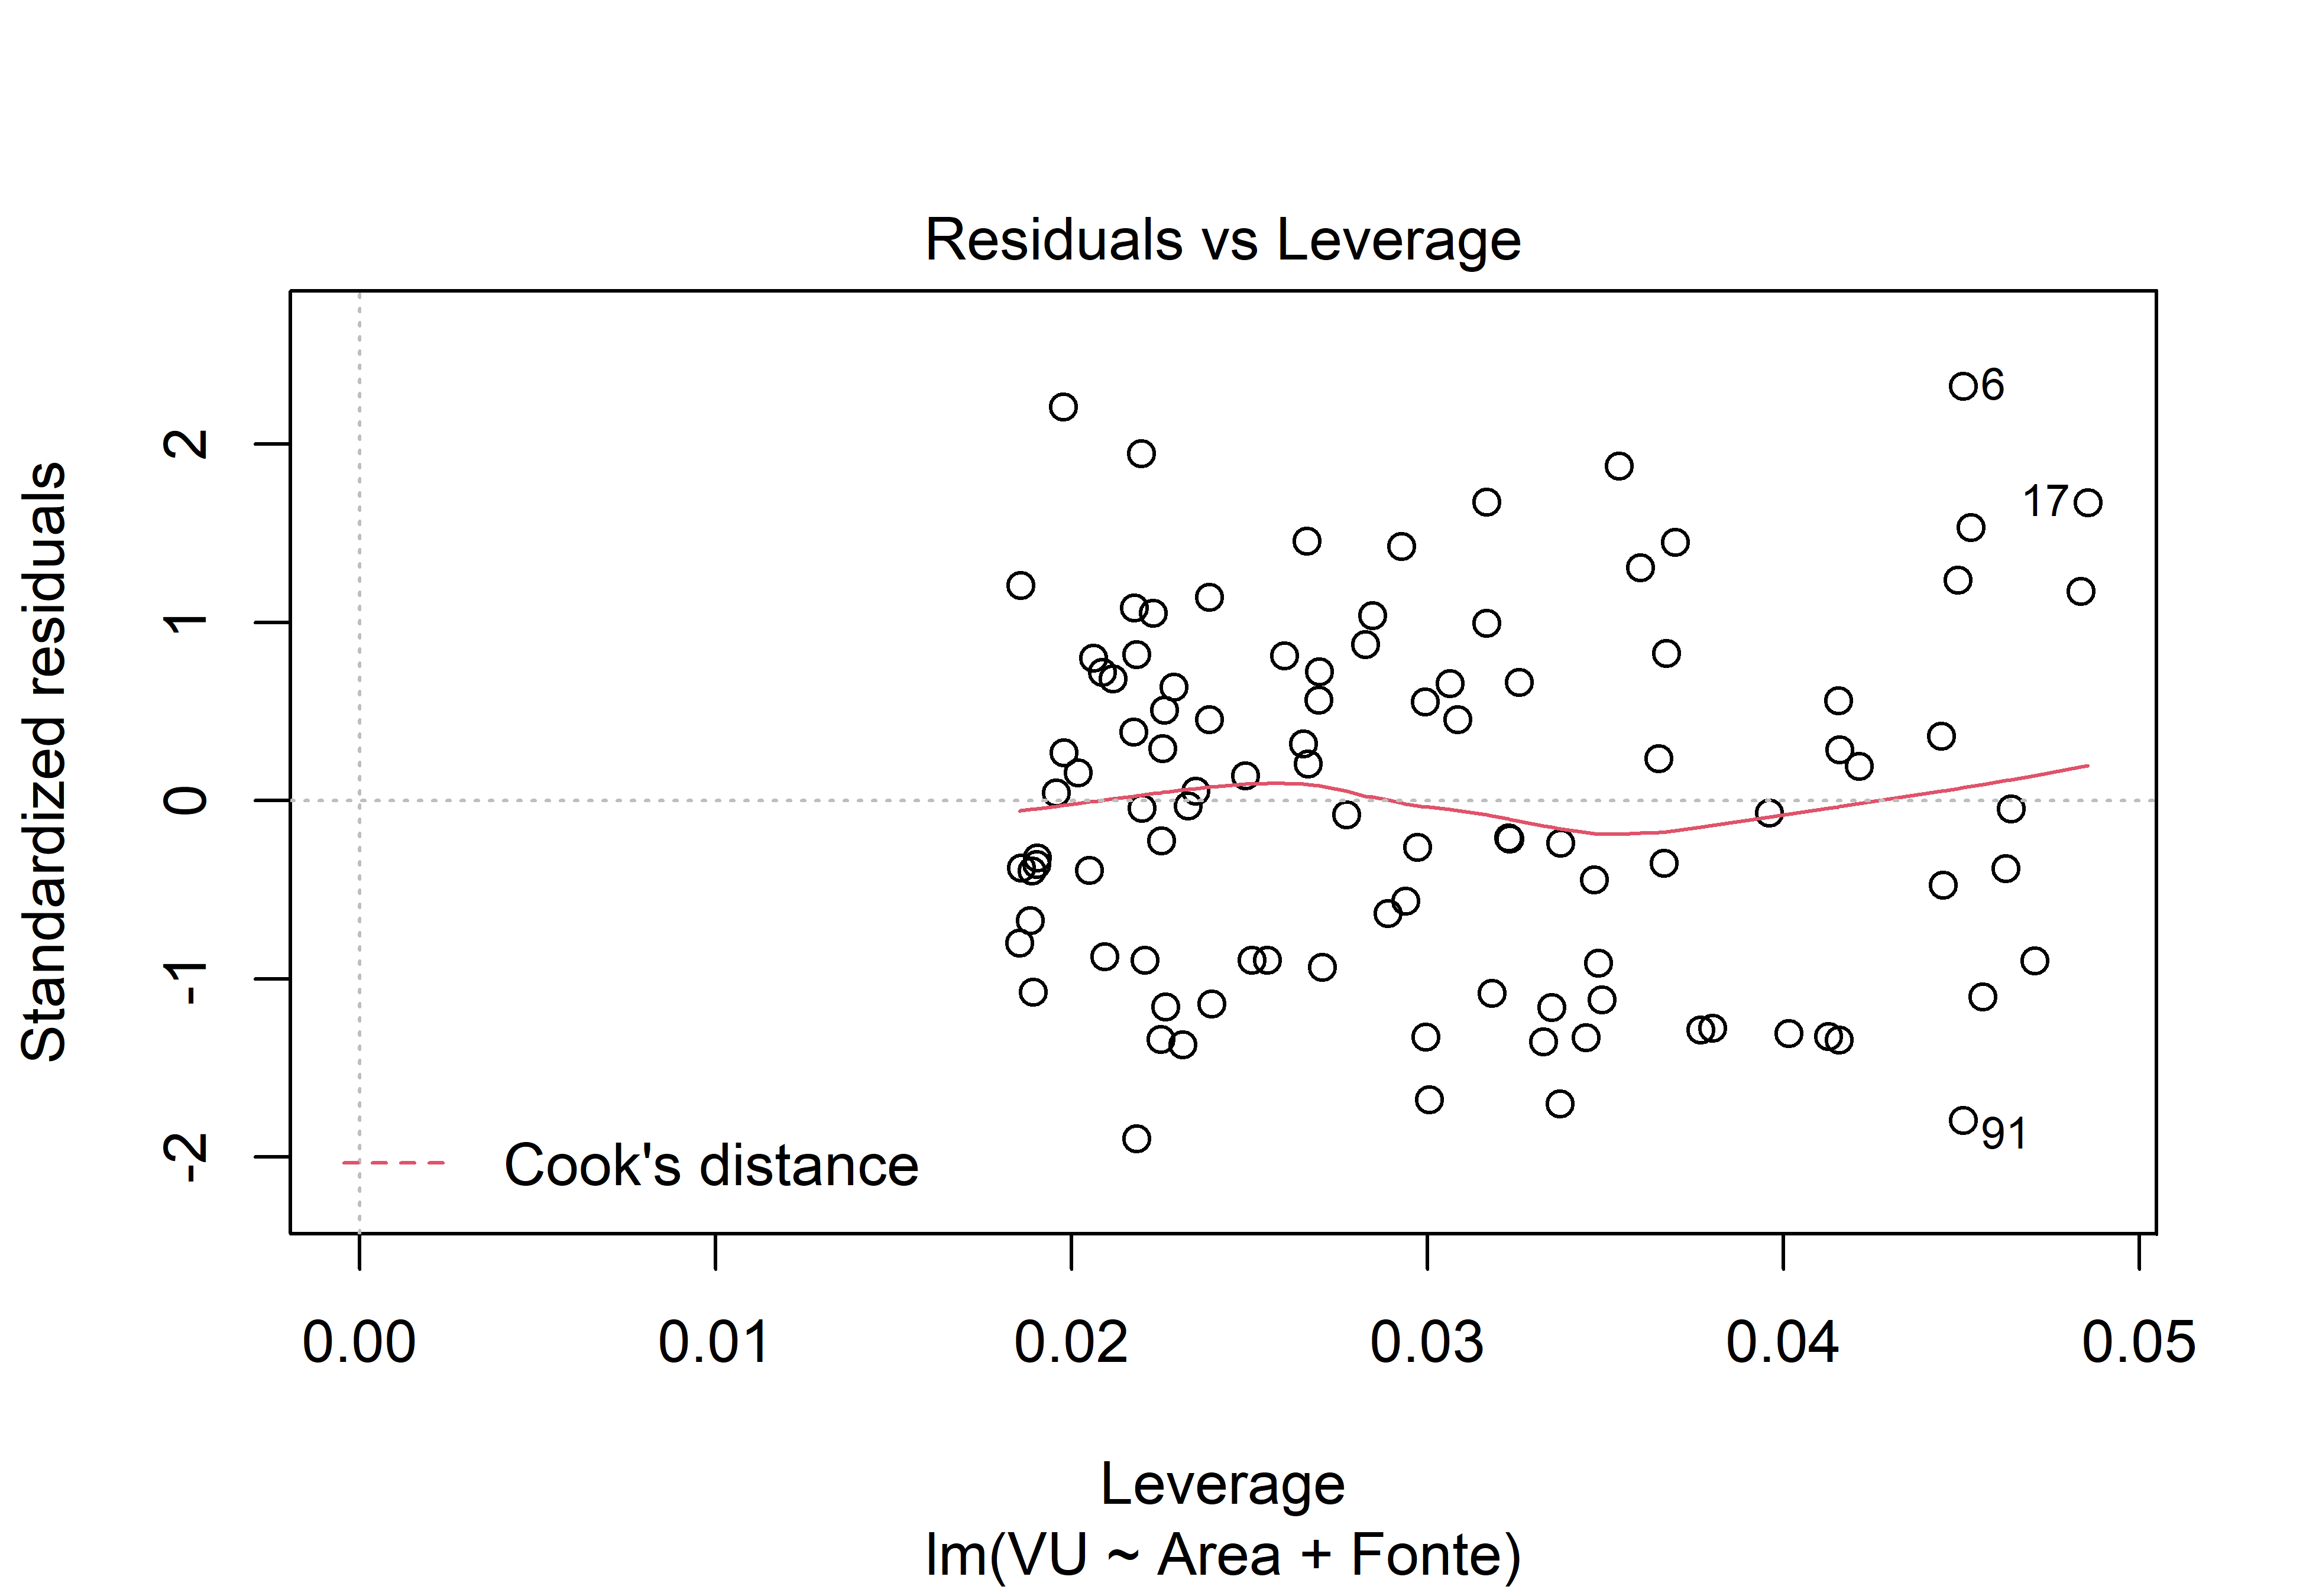 Residuals vs Leverage
Standardized residuals
2
1
0
-1
-2
6
17
91
Cook's distance
0.00 0.01 0.02 0.03 0.04 0.05
Leverage
lm(VU ~ Area + Fonte)